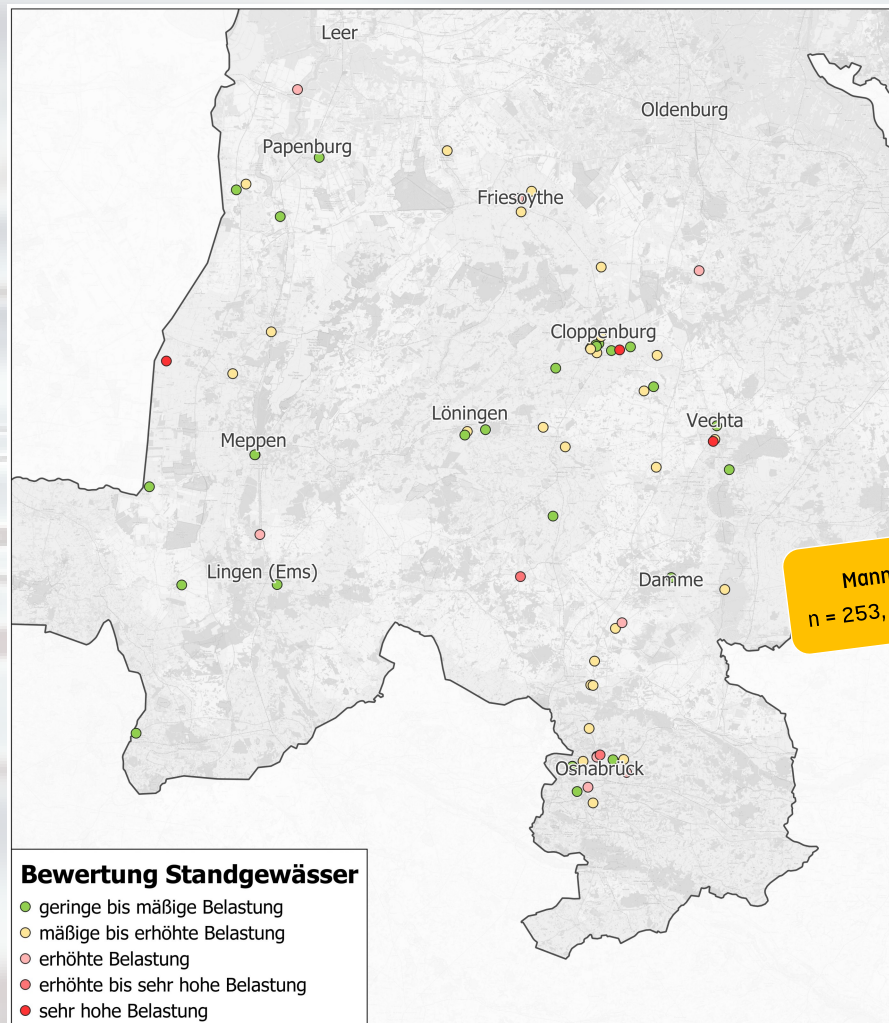 Leer
Oldenburg
Papenburg
Friesoythe
Cloppenburg
Löningen
Vechta
Meppen
Lingen (Ems)
Damme
Mann
n = 253,
Osnabrück
Bewertung Standgewässer
geringe bis mäßige Belastung
mäßige bis erhöhte Belastung
erhöhte Belastung
erhöhte bis sehr hohe Belastung
sehr hohe Belastung